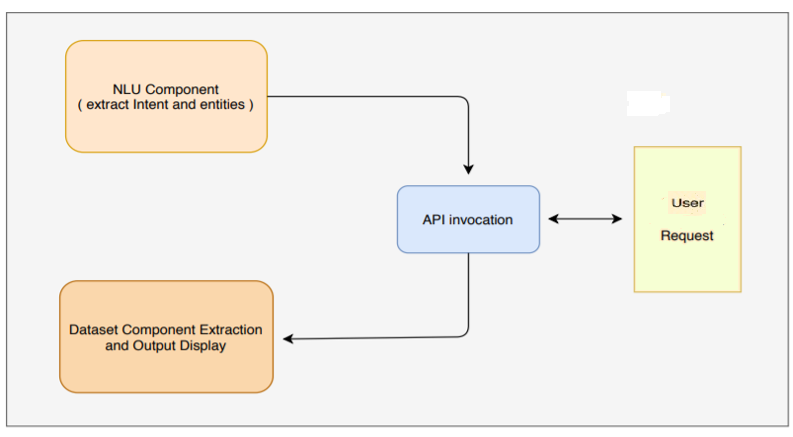 NLU Component
( extract Intent and entities )
API invocation
User
Request
Dataset Component Extraction
and Output Display